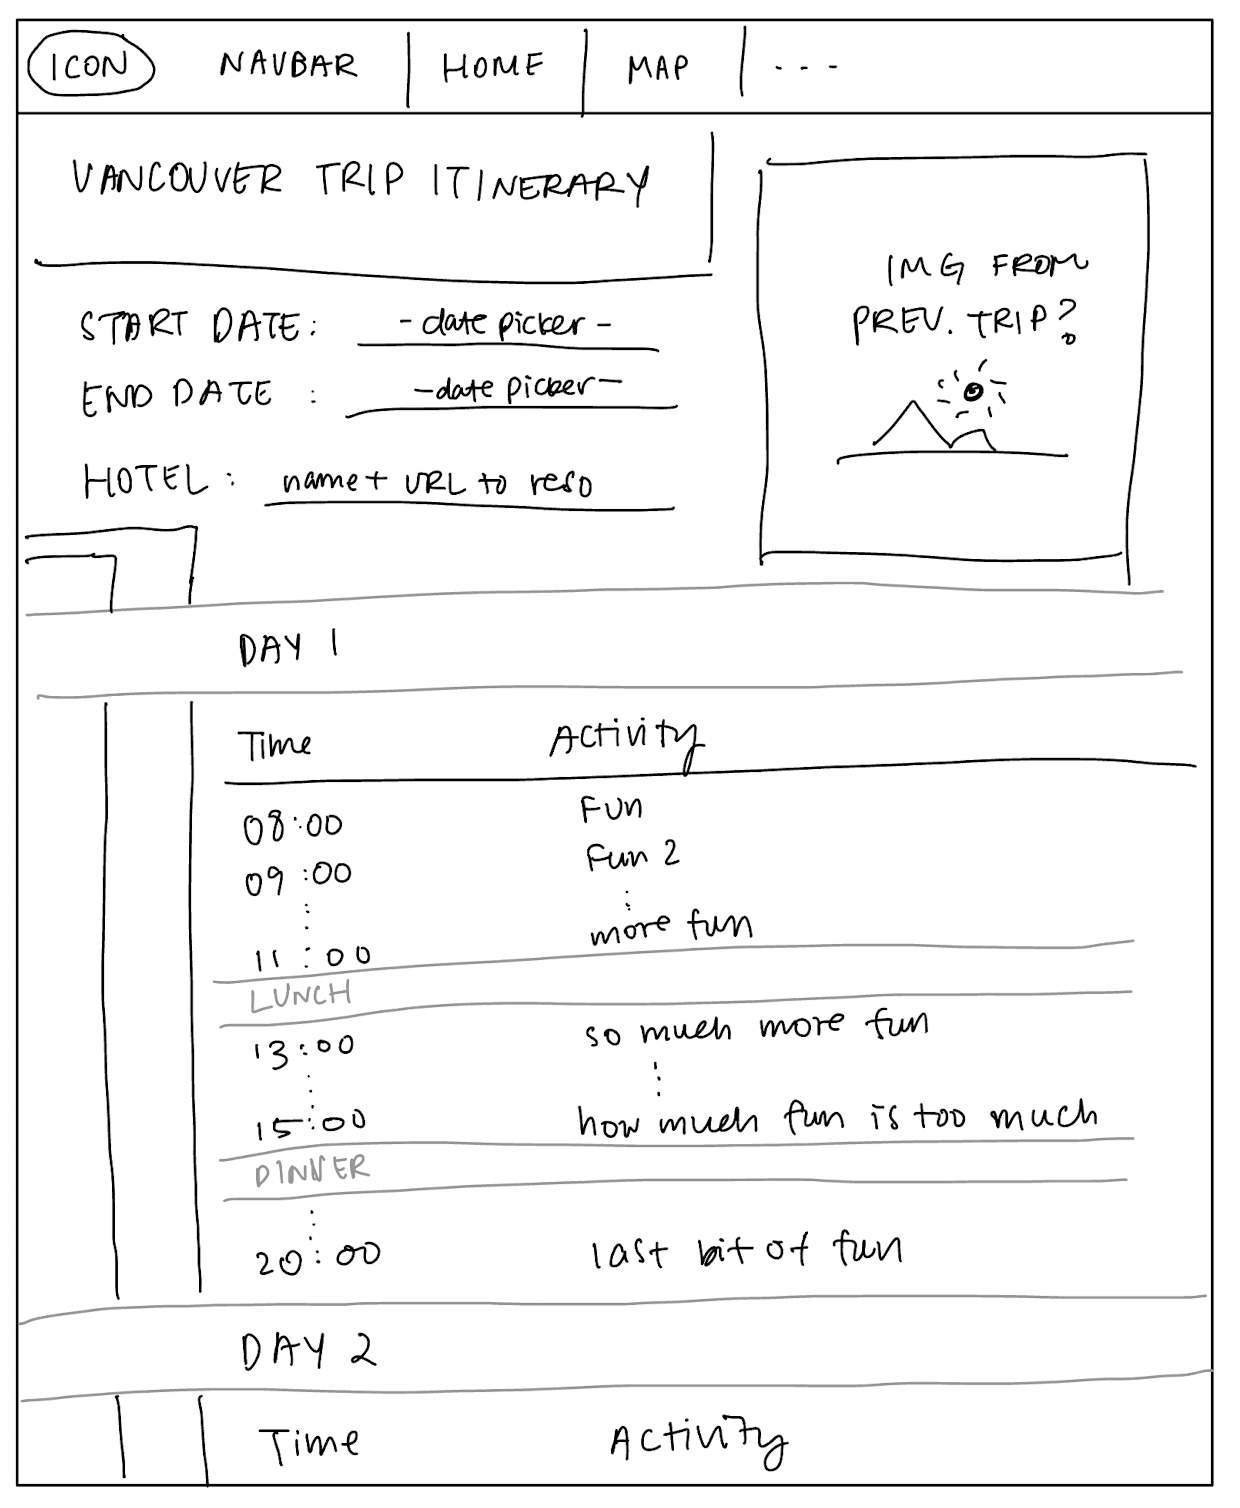 ICON NAVBAR HOME MAP ...
VANCOUVER TRIP ITINERARY
IMG FROM
PREV. TRIP?
START DATE: - date picker -
END DATE : - date picker -
HOTEL: name + URL to reso
DAY 1
Time Activity
08:00 Fun
09:00 Fun 2
11:00 more fun
LUNCH
13:00 so much more fun
15:00 how much fun is too much
DINNER
20:00 last bit of fun
DAY 2
Time Activity